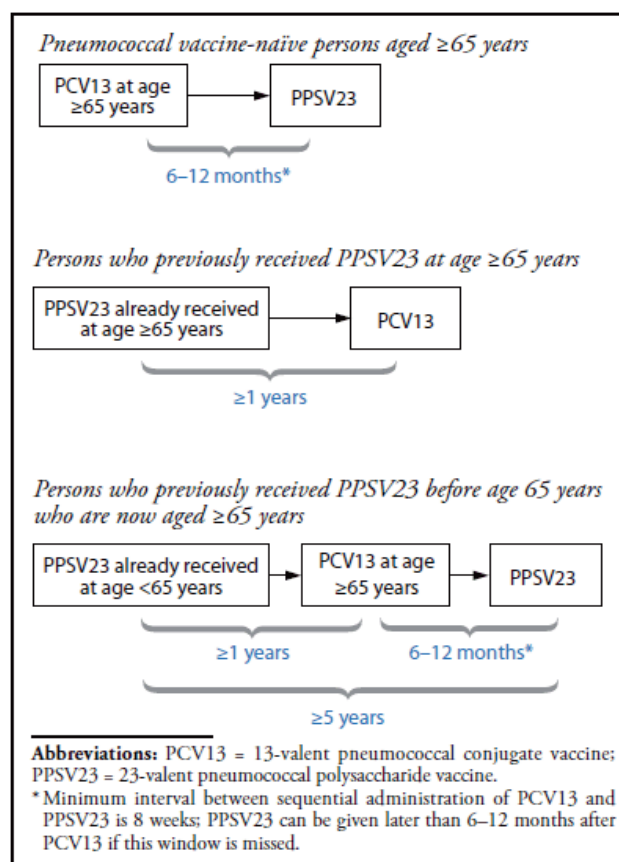 Pneumococcal vaccine-naïve persons aged ≥65 years
PCV13 at age
≥65 years
PPSV23
6–12 months*
Persons who previously received PPSV23 at age ≥65 years
PPSV23 already received
at age ≥65 years
PCV13
≥1 years
Persons who previously received PPSV23 before age 65 years
who are now aged ≥65 years
PPSV23 already received
at age <65 years
PCV13 at age
≥65 years
PPSV23
≥1 years
6–12 months*
≥5 years
Abbreviations: PCV13 = 13-valent pneumococcal conjugate vaccine;
PPSV23 = 23-valent pneumococcal polysaccharide vaccine.
* Minimum interval between sequential administration of PCV13 and
PPSV23 is 8 weeks; PPSV23 can be given later than 6–12 months after
PCV13 if this window is missed.